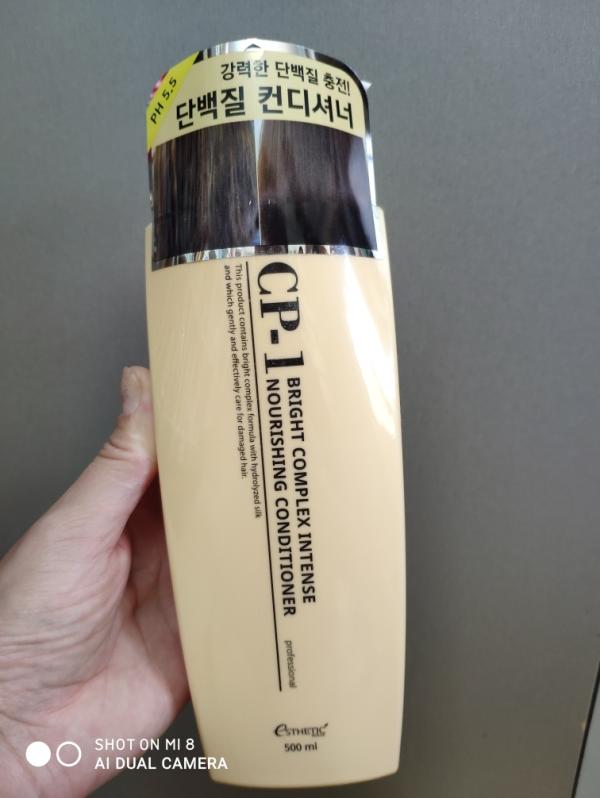 PH 5.5
강력한 단백질 충전!
단백질 컨디셔너
CP-1
BRIGHT COMPLEX INTENSE
NOURISHING CONDITIONER
This product contains bright complex formula with hydrolyzed silk
and which gently and effectively care for damaged hair.
professional
ESTHETIC
500 ml
SHOT ON MI 8
AI DUAL CAMERA